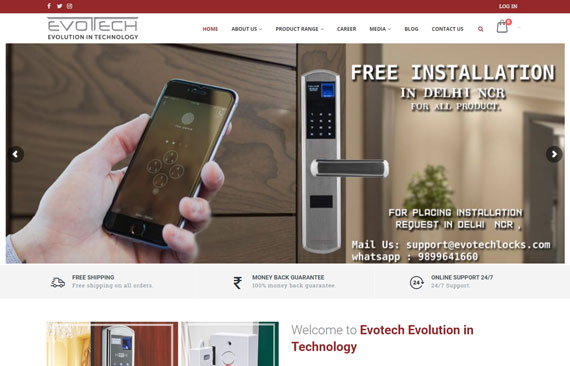 LOG IN
EVOTECH
EVOLUTION IN TECHNOLOGY
HOME ABOUT US PRODUCT RANGE CAREER MEDIA BLOG CONTACT US
0
FREE INSTALLATION
IN DELHI NCR
FOR ALL PRODUCT.
FOR PLACING INSTALLATION
REQUEST IN DELHI NCR ,
Mail Us: support@evotechlocks.com
whatsapp : 9899641660
FREE SHIPPING
Free shipping on all orders.
₹
MONEY BACK GUARANTEE
100% money back guarantee.
24
ONLINE SUPPORT 24/7
24/7 Support.
Welcome to Evotech Evolution in
Technology